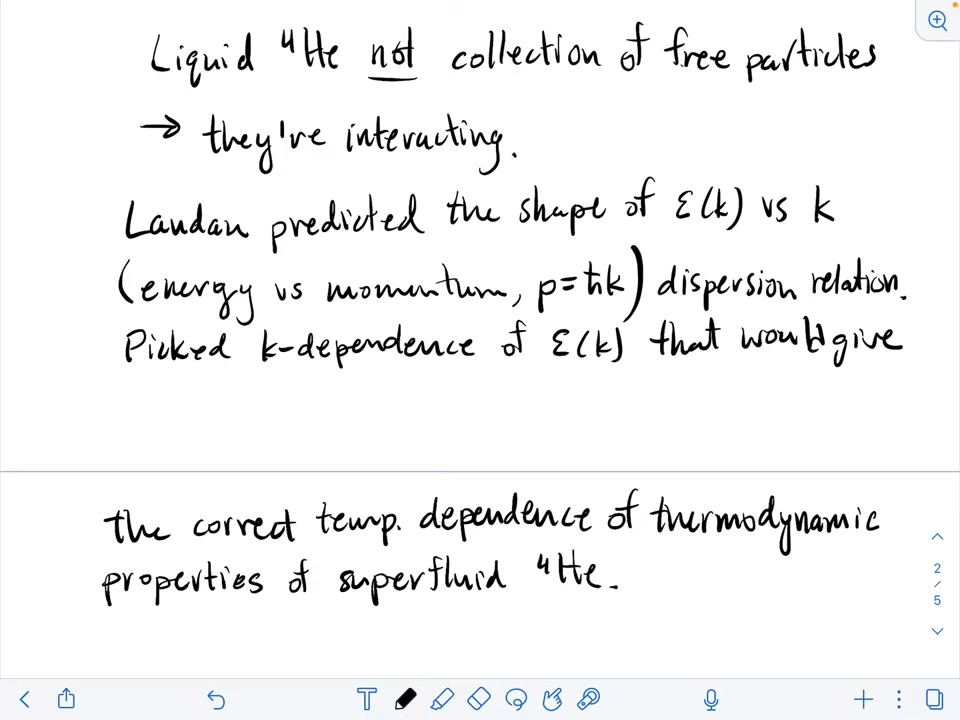 Liquid ⁴He not collection of free particles
→ they're interacting.
Landau predicted the shape of ε(k) vs k
(energy vs momentum, p=ħk) dispersion relation.
Picked k-dependence of ε(k) that would give
the correct temp. dependence of thermodynamic
properties of superfluid ⁴He.
2
/
5
T